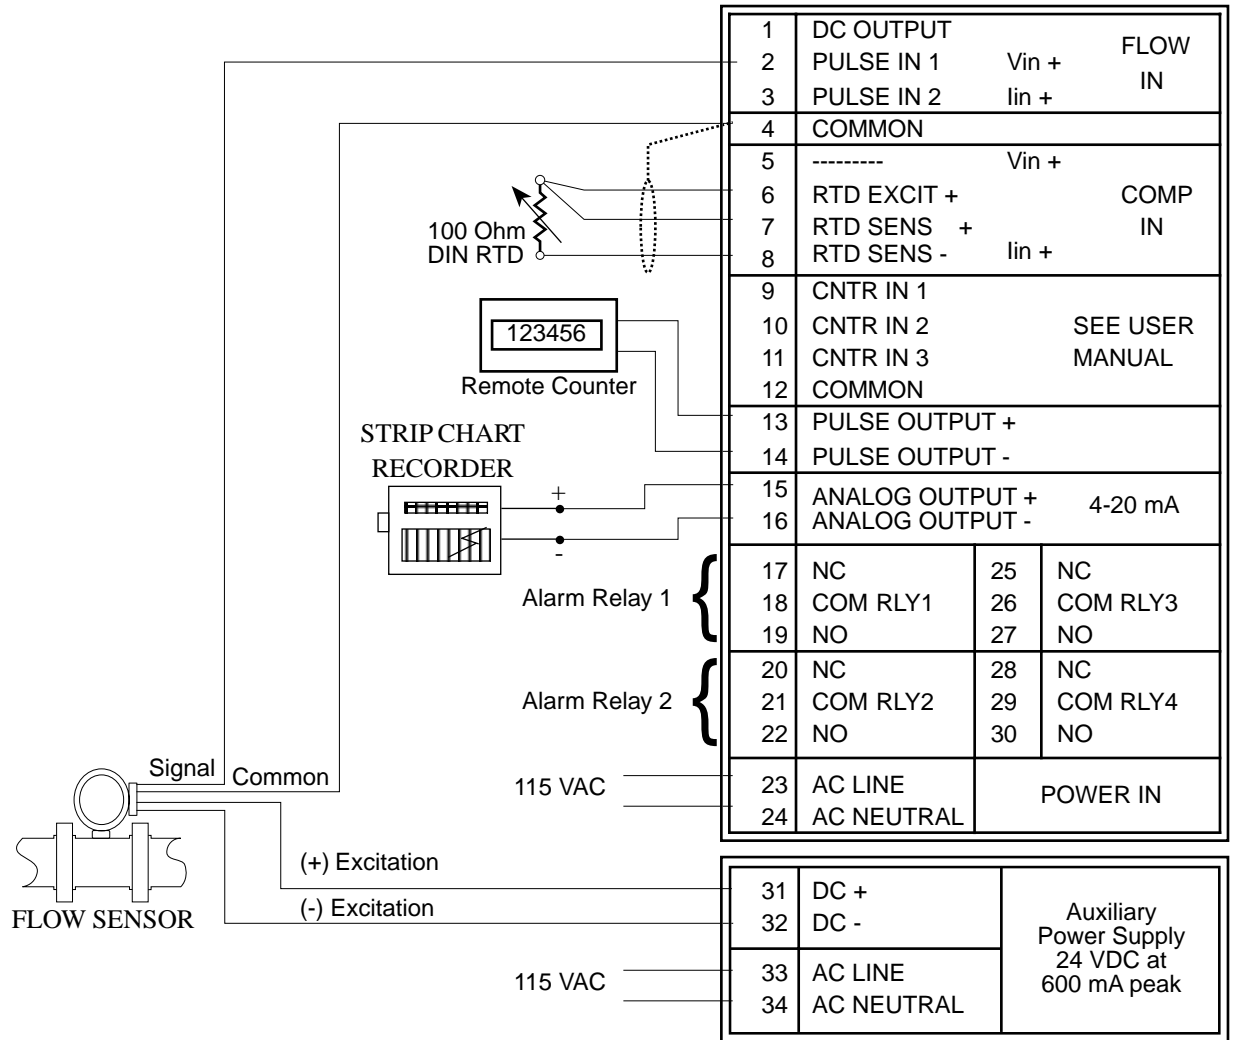 1 DC OUTPUT
2 PULSE IN 1 Vin +
3 PULSE IN 2 Iin +
FLOW
IN
4 COMMON
5 --------- Vin +
6 RTD EXCIT +
7 RTD SENS +
8 RTD SENS - Iin +
COMP
IN
9 CNTR IN 1
10 CNTR IN 2
11 CNTR IN 3
12 COMMON
SEE USER
MANUAL
13 PULSE OUTPUT +
14 PULSE OUTPUT -
15 ANALOG OUTPUT +
16 ANALOG OUTPUT -
4-20 mA
17 NC 25 NC
18 COM RLY1 26 COM RLY3
19 NO 27 NO
20 NC 28 NC
21 COM RLY2 29 COM RLY4
22 NO 30 NO
23 AC LINE
24 AC NEUTRAL
POWER IN
31 DC +
32 DC -
33 AC LINE
34 AC NEUTRAL
Auxiliary
Power Supply
24 VDC at
600 mA peak
100 Ohm
DIN RTD
123456
Remote Counter
STRIP CHART
RECORDER
+
-
Alarm Relay 1
Alarm Relay 2
115 VAC
Signal
Common
(+) Excitation
(-) Excitation
FLOW SENSOR
115 VAC